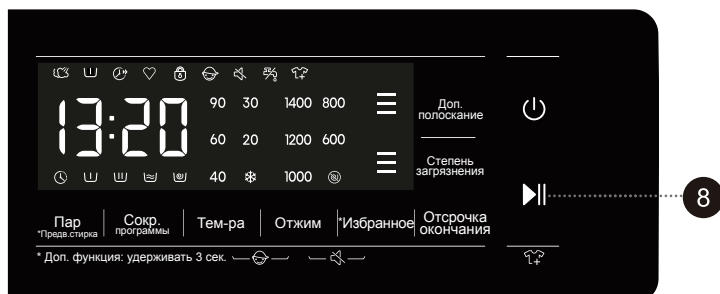 13:20
90 30 1400 800
60 20 1200 600
40 1000
Доп.
полоскание
Степень
загрязнения
8
Пар
*Предв.стирка
Сокр.
программы
Тем-ра
Отжим
*Избранное
Отсрочка
окончания
* Доп. функция: удерживать 3 сек.